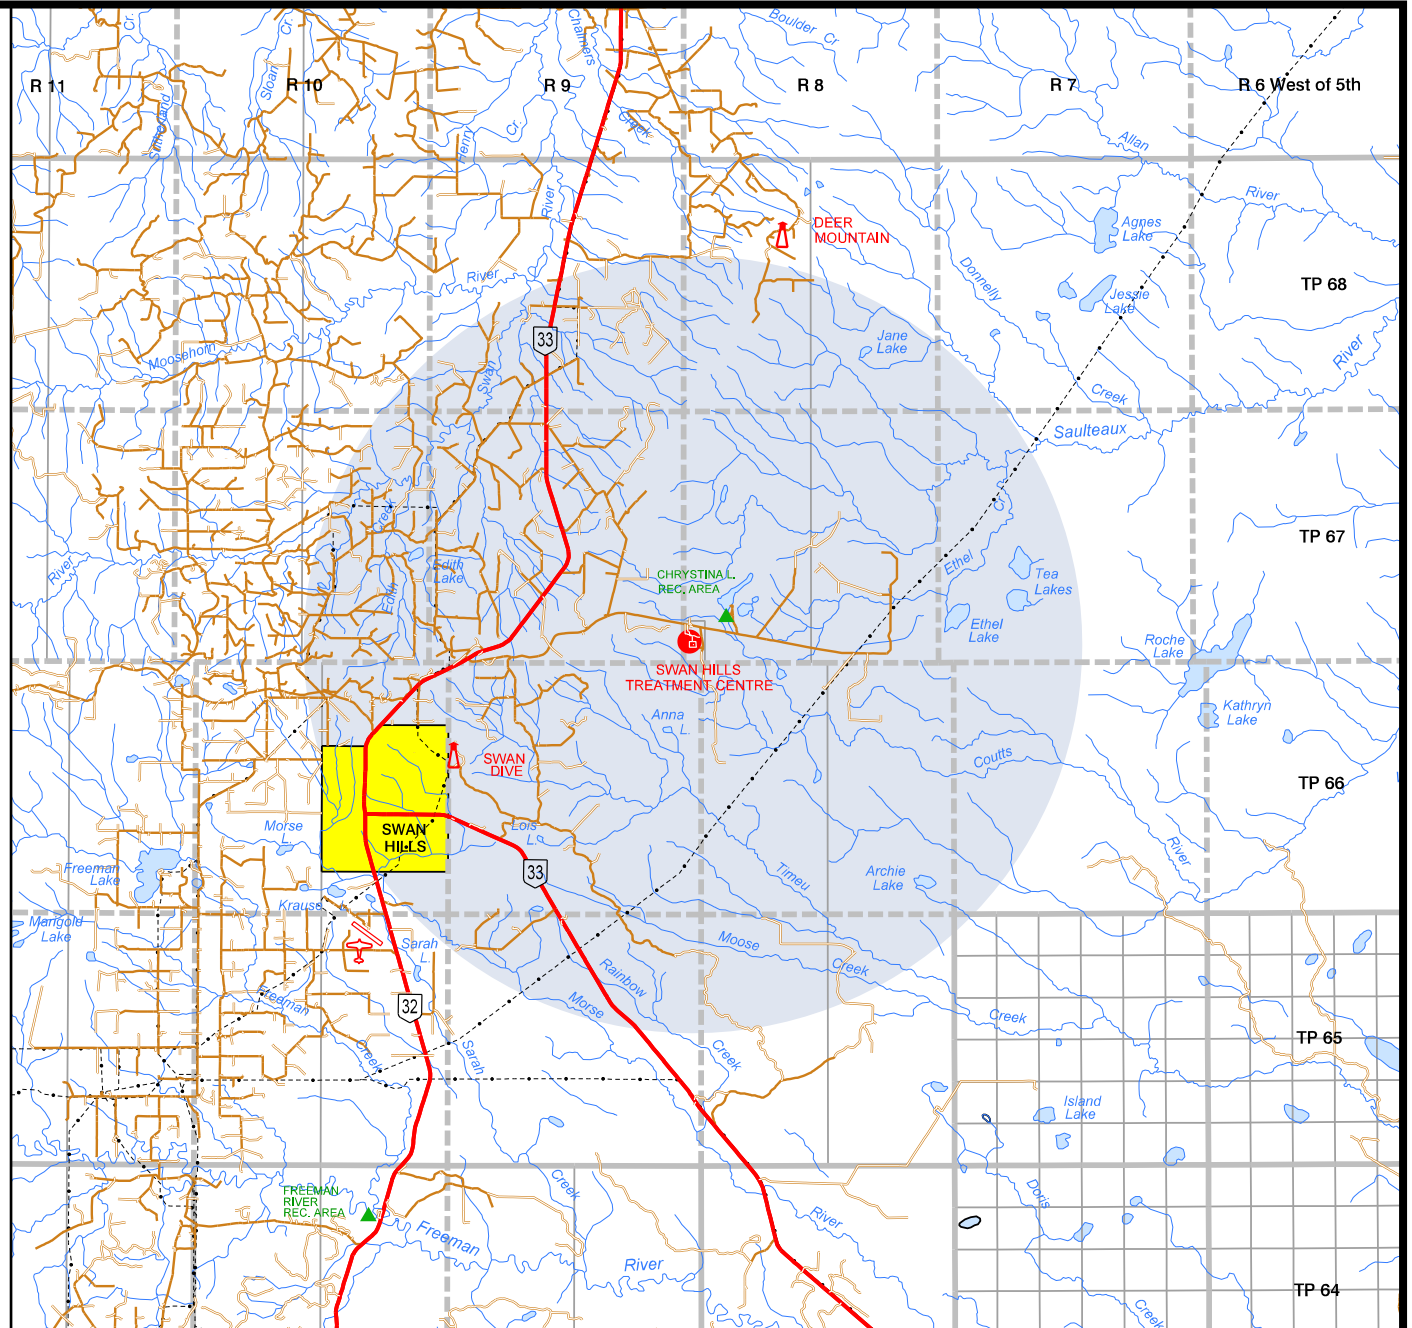 Cr.
Sloan
Cr.
Chalmers
Creek
Boulder Cr
R 11
R 10
R 9
R 8
R 7
R 6 West of 5th
Sutherland
Henry
Cr.
Allan
River
River
DEER
MOUNTAIN
Agnes
Lake
Donnelly
River
Jessie
Lake
TP 68
Moosehorn
33
Jane
Lake
River
Swan
Creek
Saulteaux
Creek
Cr
TP 67
River
Edith
Lake
Edith
CHRYSTINA L.
REC. AREA
Ethel
Tea
Lakes
Ethel
Lake
Roche
Lake
SWAN HILLS
TREATMENT CENTRE
Anna
L.
Kathryn
Lake
SWAN
DIVE
Coutts
TP 66
Morse
L.
SWAN
HILLS
Lois
L.
River
Freeman
Lake
33
Timeu
Archie
Lake
Krause
Mangold
Lake
Sarah
L.
Moose
Creek
Freeman
32
Rainbow
Morse
Creek
TP 65
Creek
Sarah
Creek
Island
Lake
FREEMAN
RIVER
REC. AREA
Creek
Doris
River
Freeman
River
TP 64
Creek